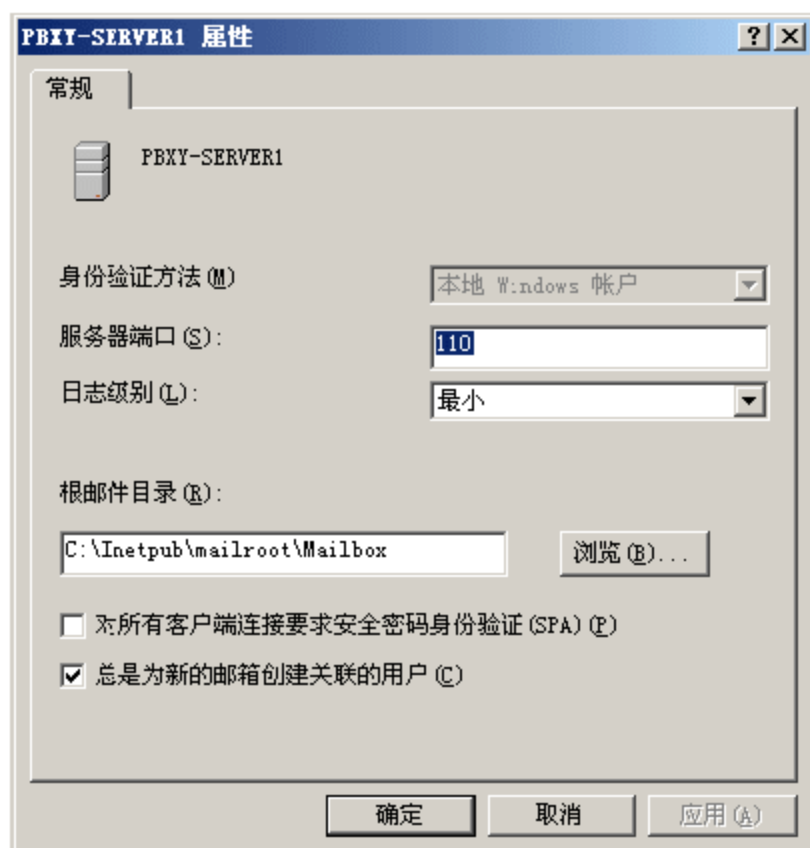 PBXY-SERVER1 属性
常规
PBXY-SERVER1
身份验证方法(M)
本地 Windows 帐户
服务器端口(S):
110
日志级别(L):
最小
根邮件目录(R):
C:\Inetpub\mailroot\Mailbox
浏览(B)...
对所有客户端连接要求安全密码身份验证(SPA)(P)
总是为新的邮箱创建关联的用户(C)
确定 取消 应用(A)